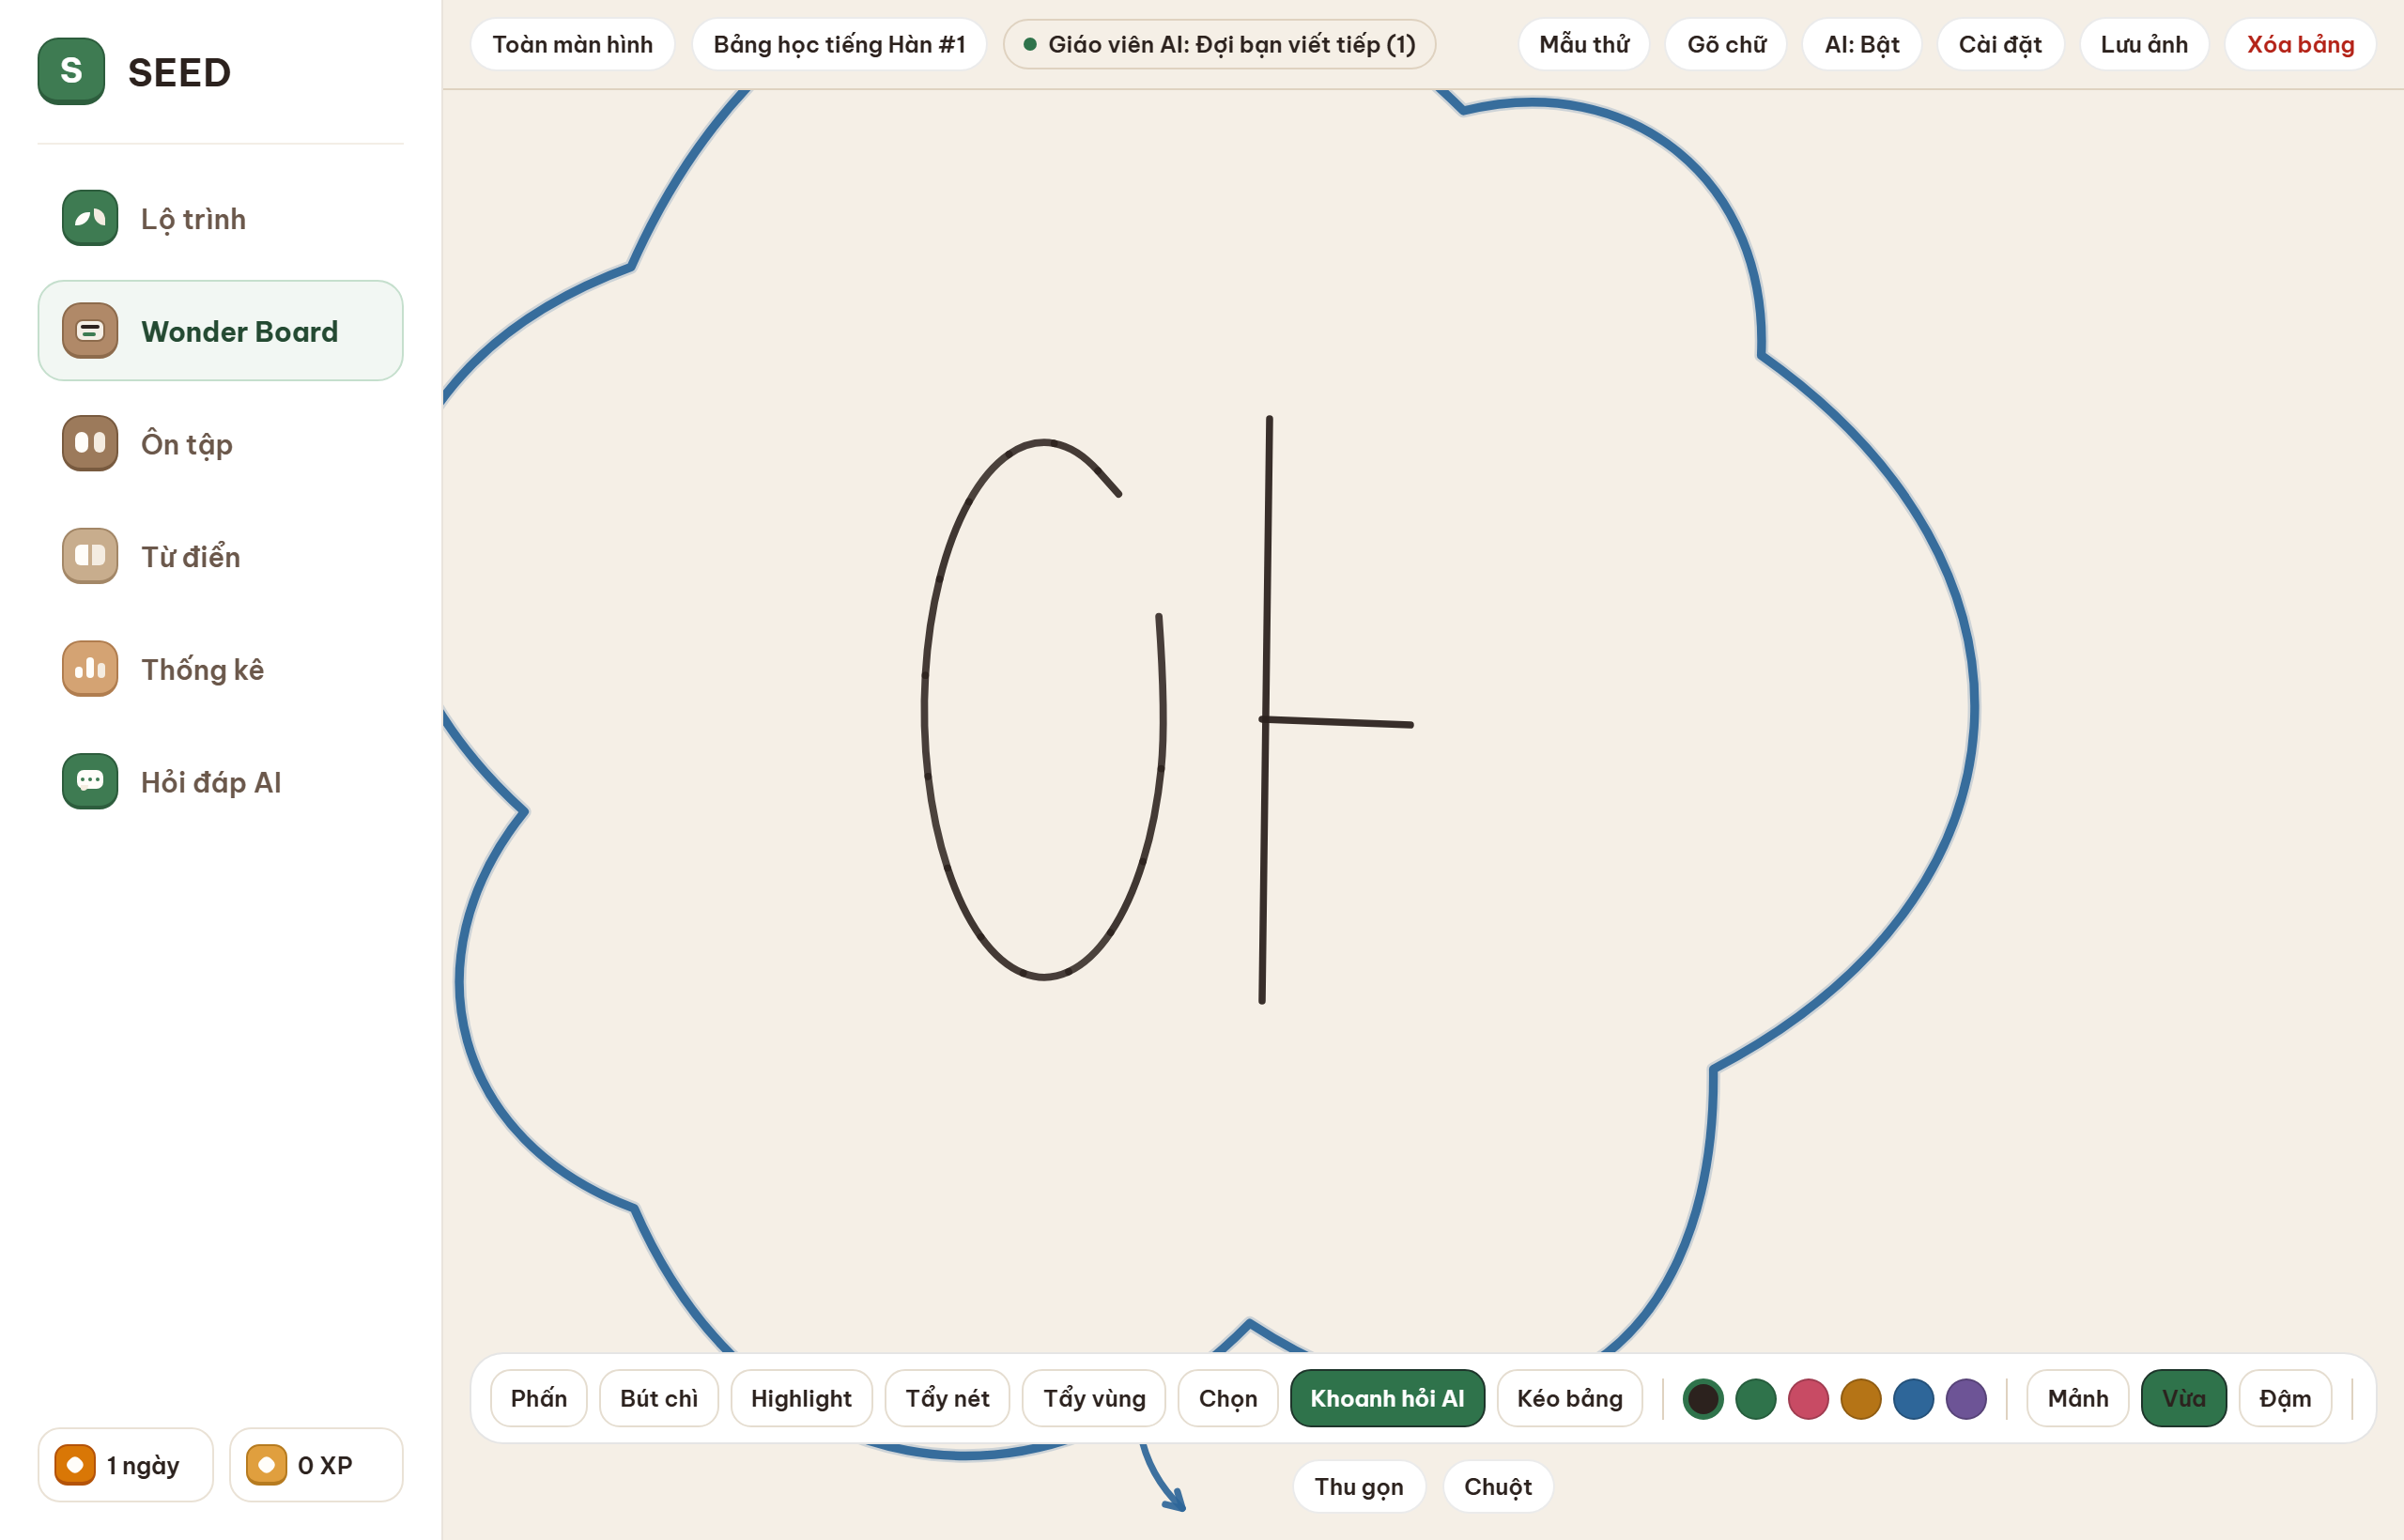 S SEED
Toàn màn hình
Bảng học tiếng Hàn #1
Giáo viên AI: Đợi bạn viết tiếp (1)
Mẫu thử
Gõ chữ
AI: Bật
Cài đặt
Lưu ảnh
Xóa bảng
Lộ trình
Wonder Board
Ôn tập
Từ điển
Thống kê
Hỏi đáp AI
아
Phấn
Bút chì
Highlight
Tẩy nét
Tẩy vùng
Chọn
Khoanh hỏi AI
Kéo bảng
Mảnh
Vừa
Đậm
1 ngày
0 XP
Thu gọn
Chuột